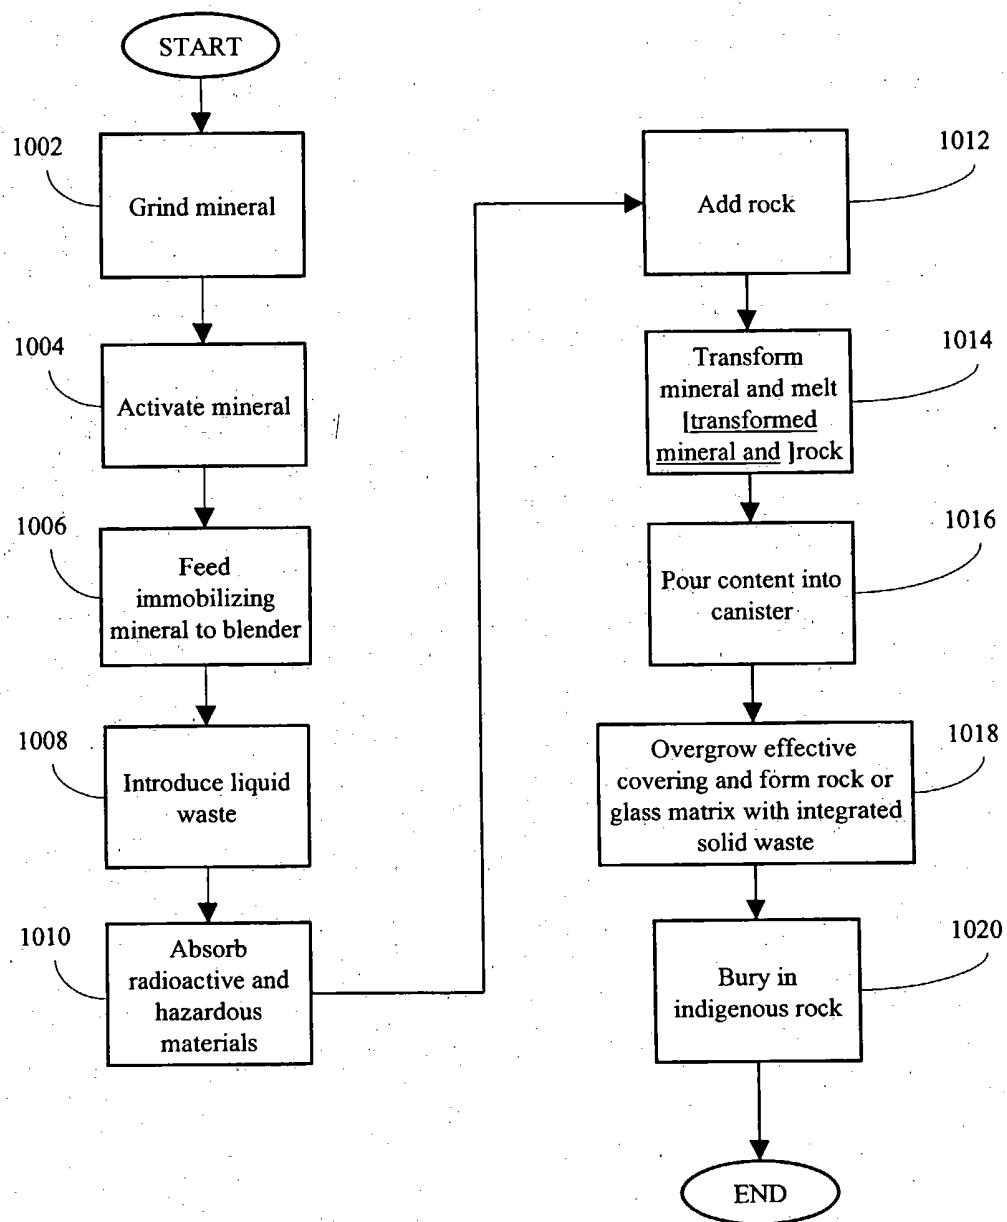 START
1002
Grind mineral
1004
Activate mineral
1006
Feed
immobilizing
mineral to blender
1008
Introduce liquid
waste
1010
Absorb
radioactive and
hazardous
materials
1012
Add rock
1014
Transform
mineral and melt
[transformed
mineral and ]rock
1016
Pour content into
canister
1018
Overgrow effective
covering and form rock or
glass matrix with integrated
solid waste
1020
Bury in
indigenous rock
END